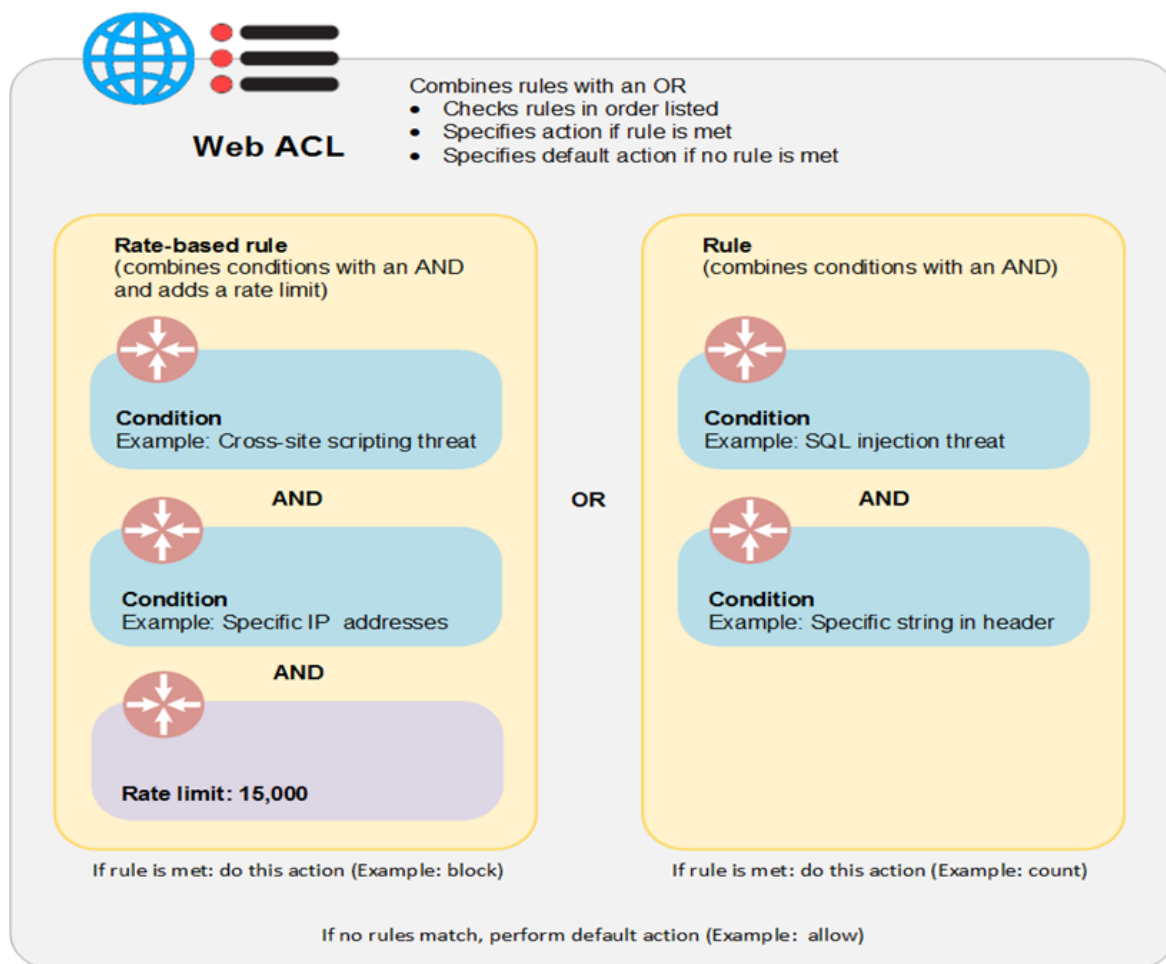 Web ACL
Combines rules with an OR
• Checks rules in order listed
• Specifies action if rule is met
• Specifies default action if no rule is met
Rate-based rule
(combines conditions with an AND
and adds a rate limit)
Condition
Example: Cross-site scripting threat
AND
Condition
Example: Specific IP addresses
AND
Rate limit: 15,000
If rule is met: do this action (Example: block)
OR
Rule
(combines conditions with an AND)
Condition
Example: SQL injection threat
AND
Condition
Example: Specific string in header
If rule is met: do this action (Example: count)
If no rules match, perform default action (Example: allow)